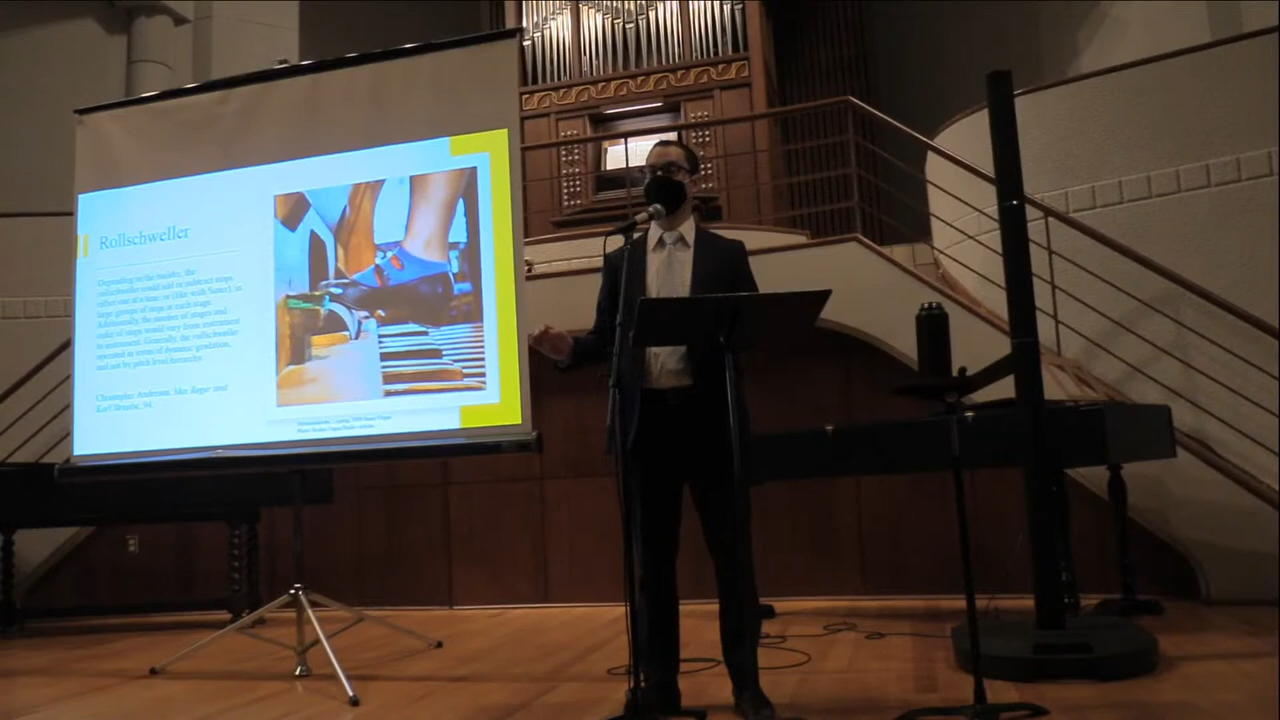 Rollschweller
Depending on the builder, the
rollschweller would add or subtract stops
either one at a time or (like with Sauer), in
large groups of stops at each stage.
Additionally, the number of stages and
order of stops would vary from instrument
to instrument. Generally, the rollschweller
operated in terms of dynamic gradation,
and not by pitch level hierarchy.
Christopher Anderson, Max Reger and
Karl Straube, 94.